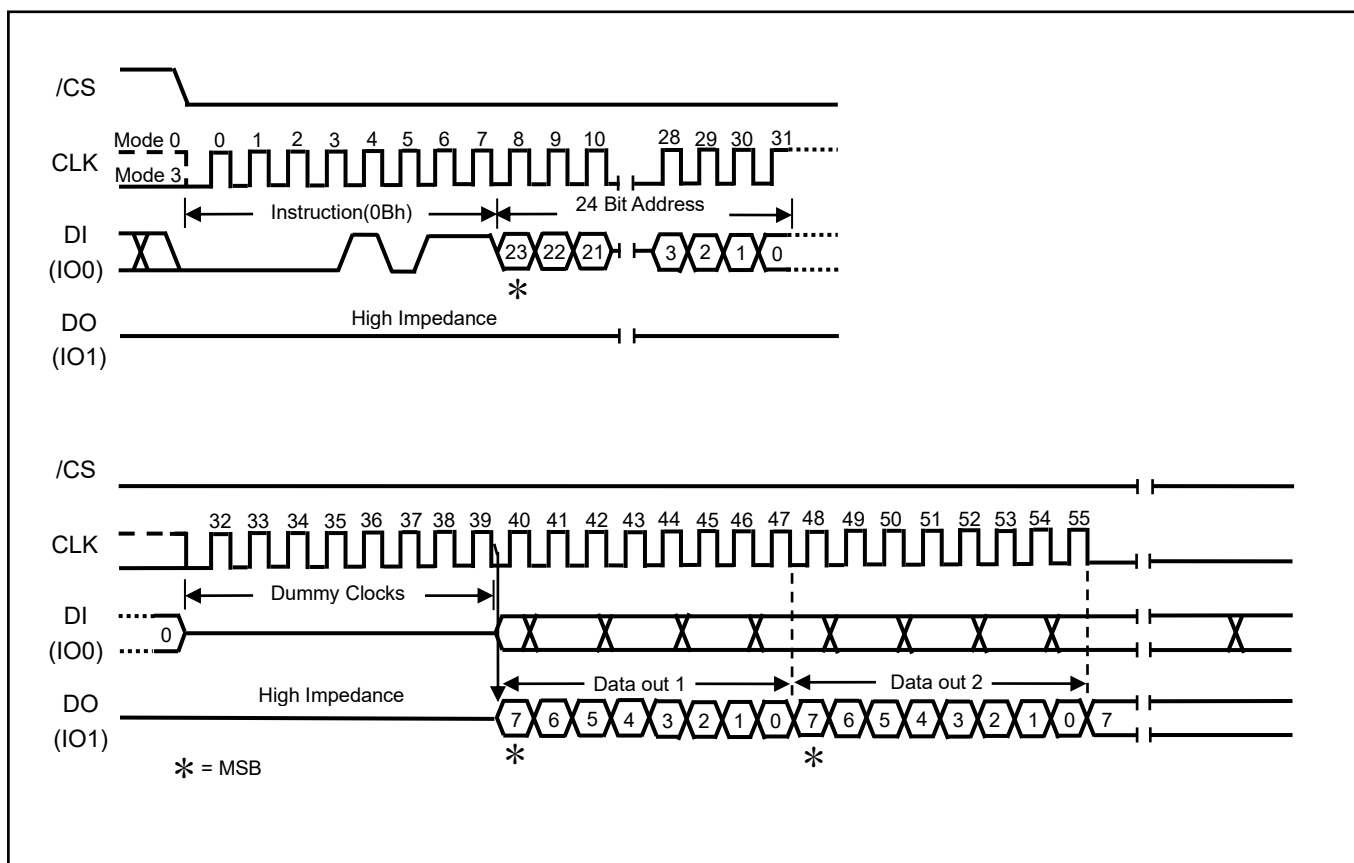 /CS
Mode 0 0 1 2 3 4 5 6 7 8 9 10 28 29 30 31
CLK
Mode 3
Instruction(0Bh) 24 Bit Address
DI
(IO0)
23 22 21 3 2 1 0
*
High Impedance
DO
(IO1)
/CS
32 33 34 35 36 37 38 39 40 41 42 43 44 45 46 47 48 49 50 51 52 53 54 55
CLK
Dummy Clocks
DI
(IO0)
0
Data out 1 Data out 2
High Impedance
DO
(IO1)
7 6 5 4 3 2 1 0 7 6 5 4 3 2 1 0 7
* *
* = MSB